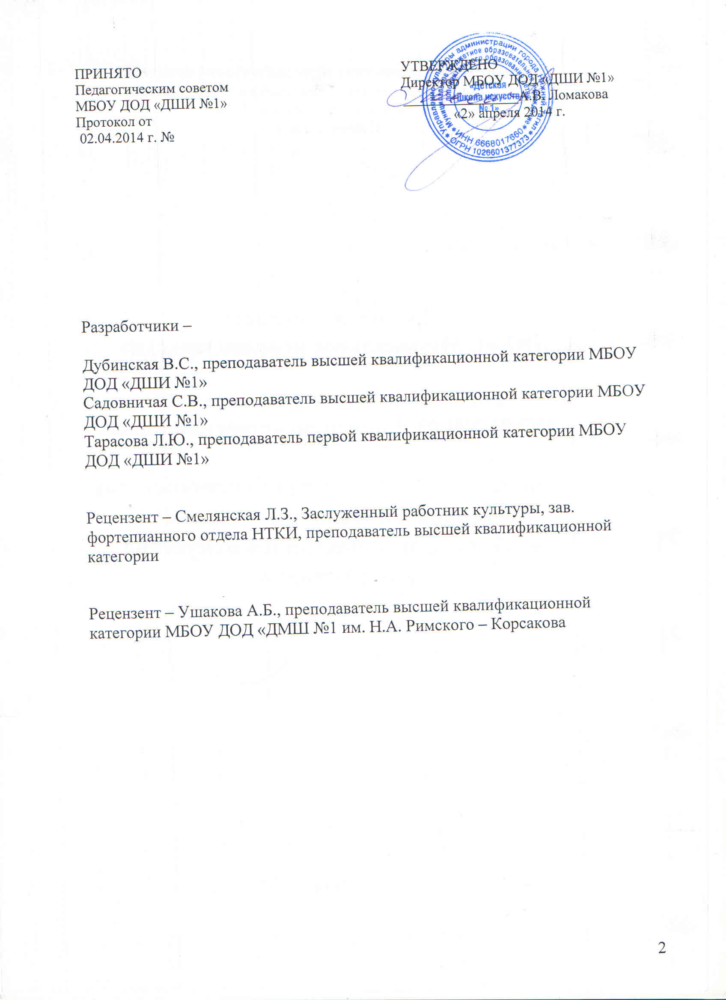 ПРИНЯТО
Педагогическим советом
МБОУ ДОД «ДШИ №1»
Протокол от
02.04.2014 г. №
УТВЕРЖДЕНО
Директор МБОУ ДОД «ДШИ №1»
А.В. Ломакова
«2» апреля 2014 г.
Управление культуры администрации города Нижний Тагил
* ОГРН 1026601377373 *
Муниципальное бюджетное образовательное учреждение
* ИНН 6668017660 *
дополнительного образования детей
«Детская
школа искусств
№ 1»
Разработчики –
Дубинская В.С., преподаватель высшей квалификационной категории МБОУ
ДОД «ДШИ №1»
Садовничая С.В., преподаватель высшей квалификационной категории МБОУ
ДОД «ДШИ №1»
Тарасова Л.Ю., преподаватель первой квалификационной категории МБОУ
ДОД «ДШИ №1»
Рецензент – Смелянская Л.З., Заслуженный работник культуры, зав.
фортепианного отдела НТКИ, преподаватель высшей квалификационной
категории
Рецензент – Ушакова А.Б., преподаватель высшей квалификационной
категории МБОУ ДОД «ДМШ №1 им. Н.А. Римского – Корсакова
2